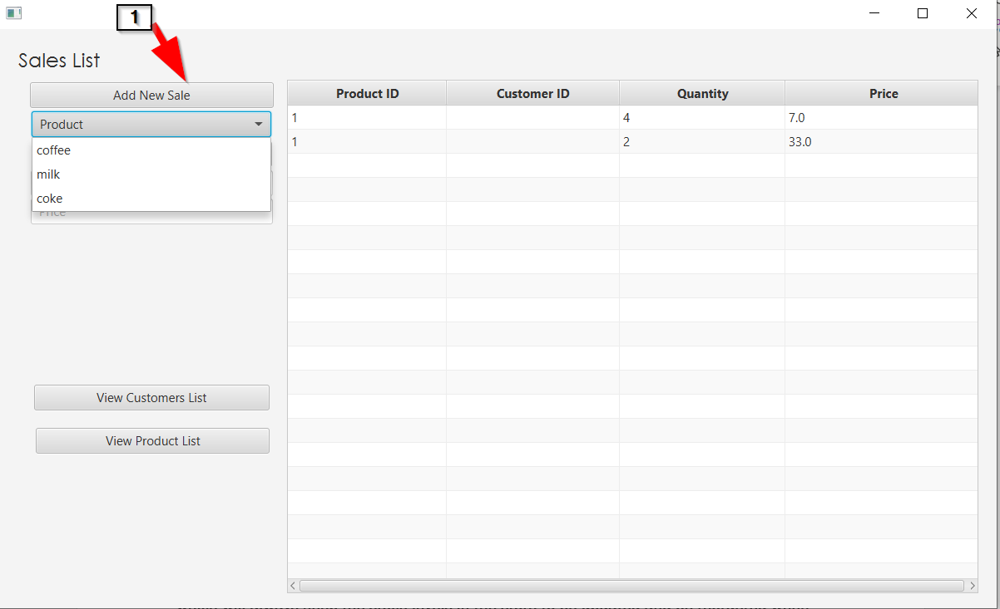 1
Sales List
Add New Sale
Product
coffee
milk
coke
Price
View Customers List
View Product List
Product ID Customer ID Quantity Price
1 4 7.0
1 2 33.0